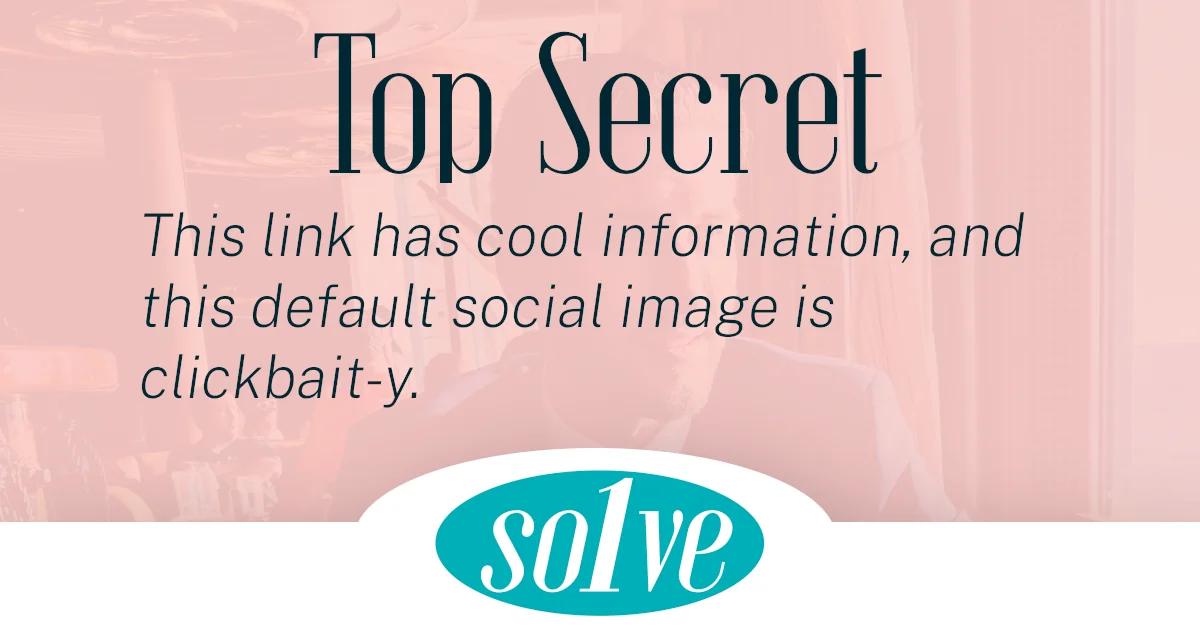 Top Secret
This link has cool information, and
this default social image is
clickbait-y.
so1ve